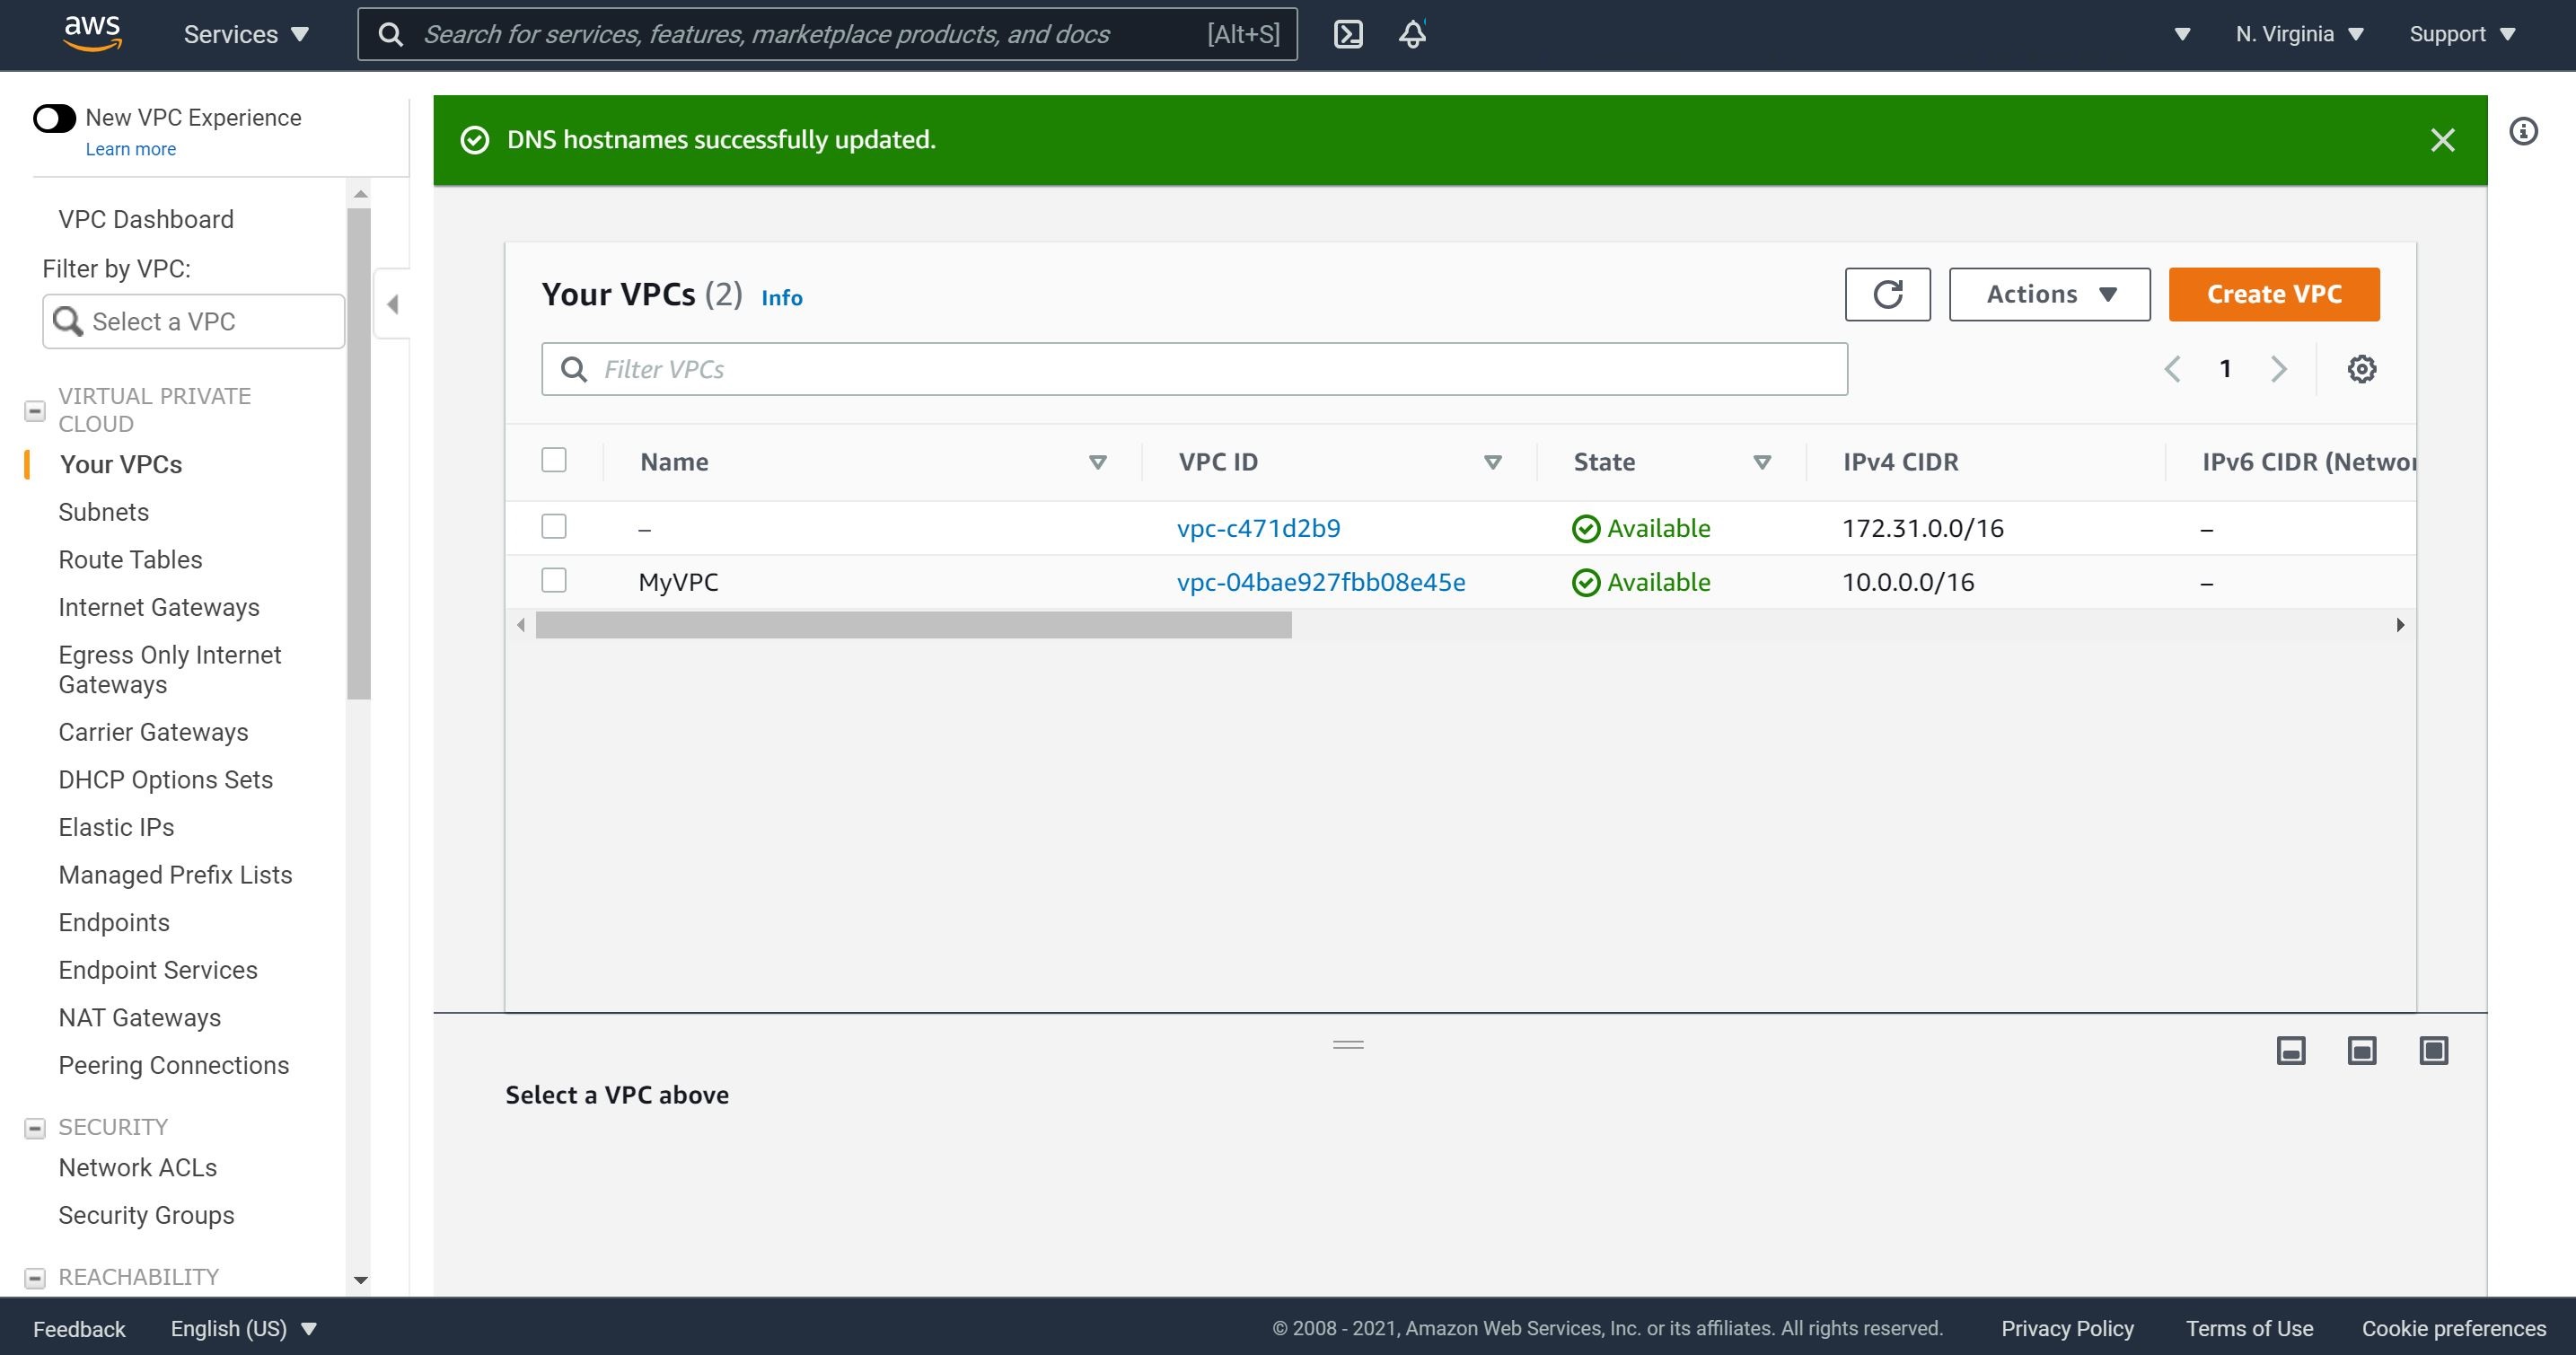 aws
Services
Search for services, features, marketplace products, and docs
[Alt+S]
N. Virginia
Support
New VPC Experience
Learn more
VPC Dashboard
Filter by VPC:
Select a VPC
VIRTUAL PRIVATE
CLOUD
Your VPCs
Subnets
Route Tables
Internet Gateways
Egress Only Internet
Gateways
Carrier Gateways
DHCP Options Sets
Elastic IPs
Managed Prefix Lists
Endpoints
Endpoint Services
NAT Gateways
Peering Connections
SECURITY
Network ACLs
Security Groups
REACHABILITY
DNS hostnames successfully updated.
Your VPCs (2) Info
Actions
Create VPC
Filter VPCs
1
Name VPC ID State IPv4 CIDR IPv6 CIDR (Networ
– vpc-c471d2b9 Available 172.31.0.0/16 –
MyVPC vpc-04bae927fbb08e45e Available 10.0.0.0/16 –
Select a VPC above
Feedback
English (US)
© 2008 - 2021, Amazon Web Services, Inc. or its affiliates. All rights reserved.
Privacy Policy
Terms of Use
Cookie preferences